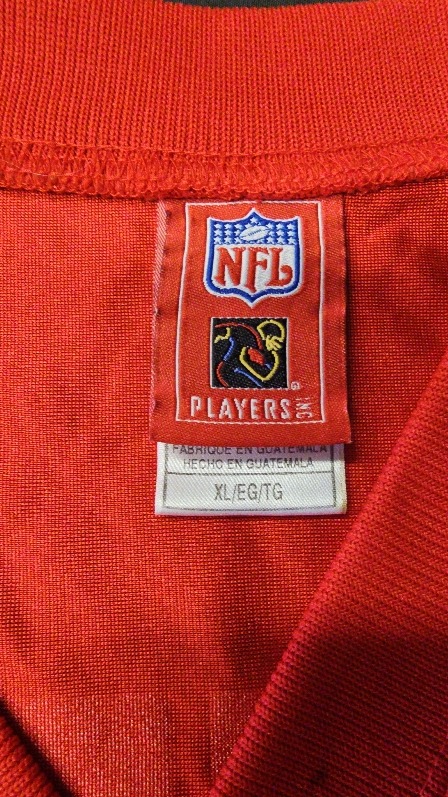 NFL
PLAYERS INC
FABRIQUE EN GUATEMALA
HECHO EN GUATEMALA
XL/EG/TG